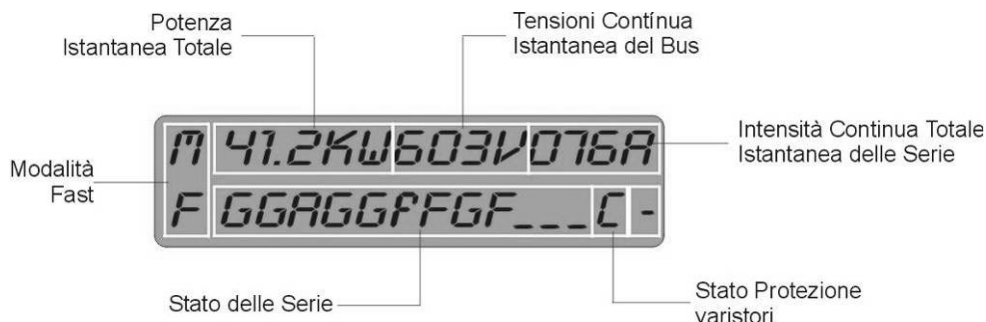 Potenza
Istantanea Totale
Tensioni Contínua
Istantanea del Bus
M 41.2KW603V076A
Intensità Continua Totale
Istantanea delle Serie
Modalità
Fast
F GGAGGfFGF___C -
Stato delle Serie
Stato Protezione
varistori